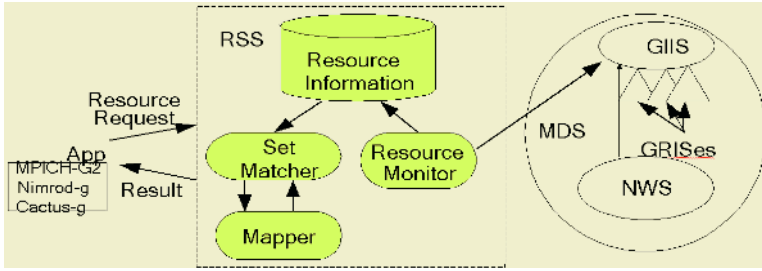 RSS
Resource
Information
GIIS
Resource
Request
MDS
Set
Matcher
Resource
Monitor
GRISes
App
MPICH-G2
Nimrod-g
Cactus-g
Result
NWS
Mapper